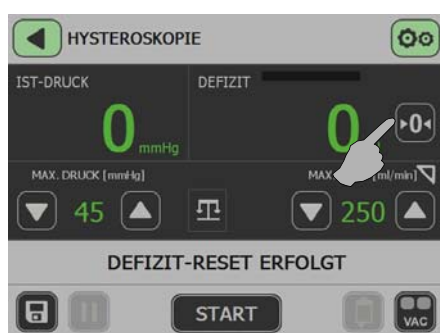 HYSTEROSKOPIE
IST-DRUCK
DEFIZIT
0 mmHg
0
▸0◂
MAX. DRUCK [mmHg]
MAX [ml/min]
45
250
DEFIZIT-RESET ERFOLGT
START
VAC